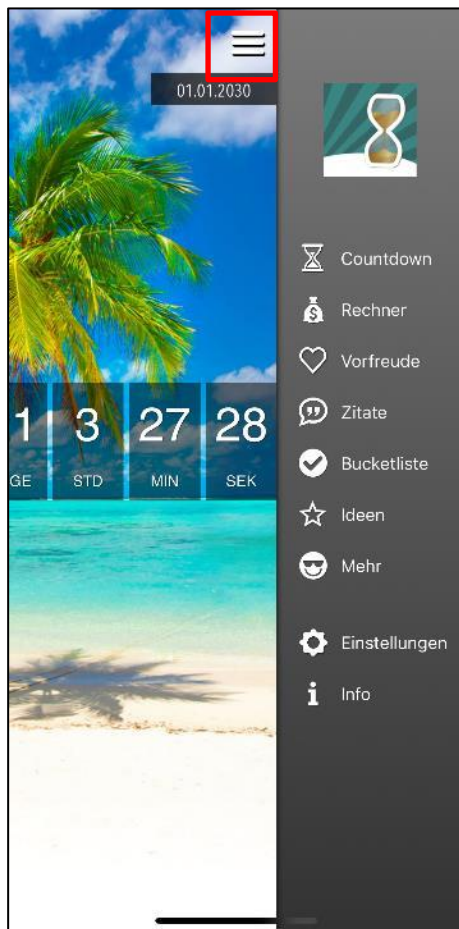 01.01.2030
1 3 27 28
GE STD MIN SEK
Countdown
Rechner
Vorfreude
Zitate
Bucketliste
Ideen
Mehr
Einstellungen
Info